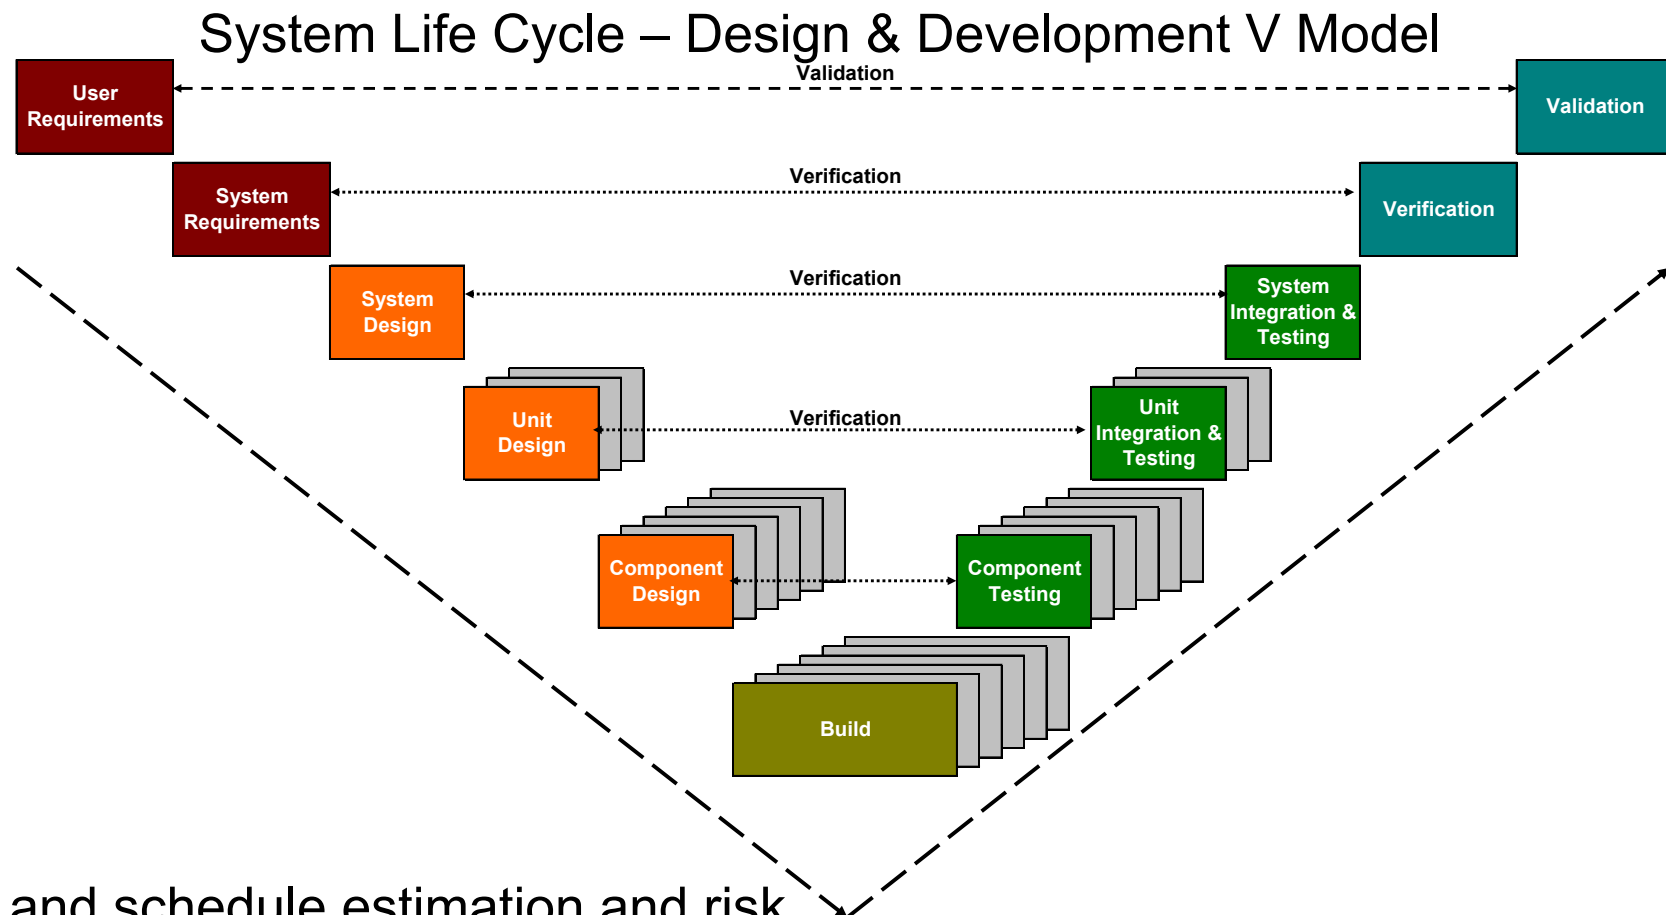 System Life Cycle – Design & Development V Model
Validation
User
Requirements
Validation
Verification
System
Requirements
Verification
Verification
System
Design
System
Integration &
Testing
Verification
Unit
Design
Unit
Integration &
Testing
Component
Design
Component
Testing
Build
and schedule estimation and risk